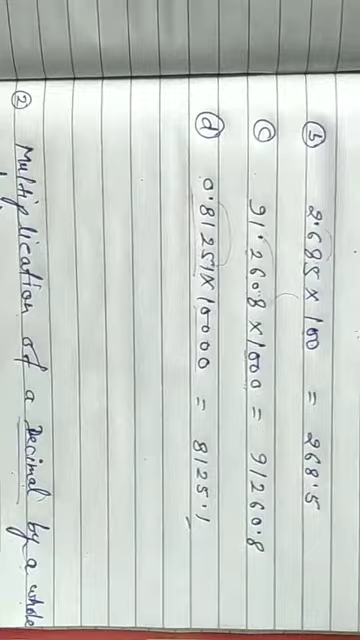 (b) 2.685 x 100 = 268.5
(c) 91.2608 x 1000 = 91260.8
(d) 0.81251 x 10000 = 8125.1
(2) Multiplication of a Decimal by a whole